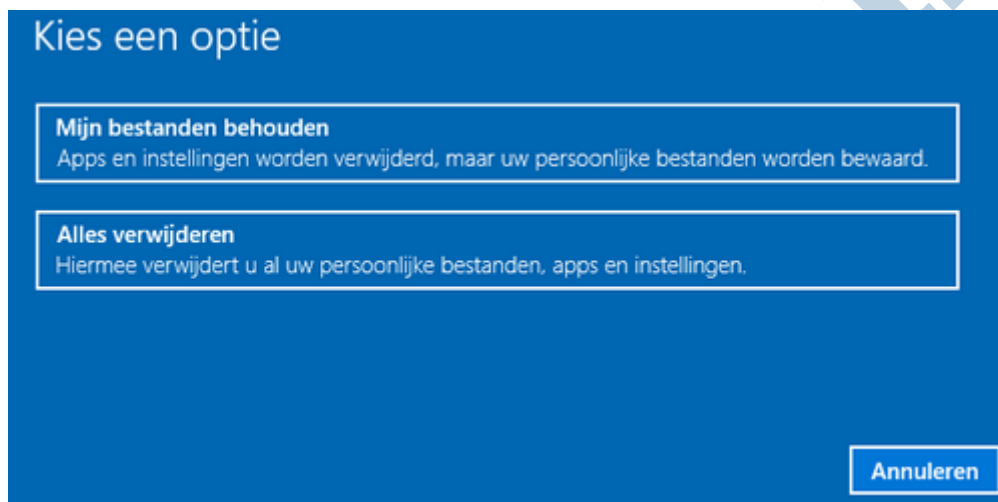 Kies een optie
Mijn bestanden behouden
Apps en instellingen worden verwijderd, maar uw persoonlijke bestanden worden bewaard.
Alles verwijderen
Hiermee verwijdert u al uw persoonlijke bestanden, apps en instellingen.
Annuleren